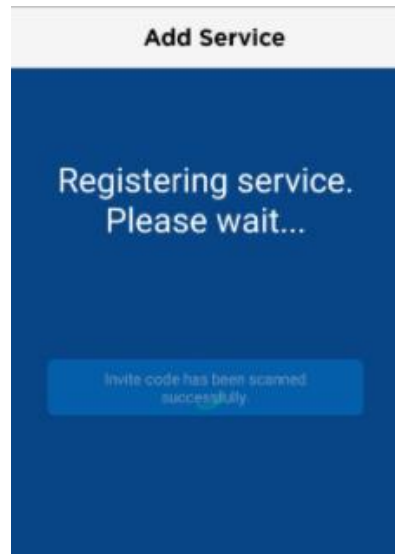 Add Service
Registering service.
Please wait...
Invite code has been scanned
successfully.